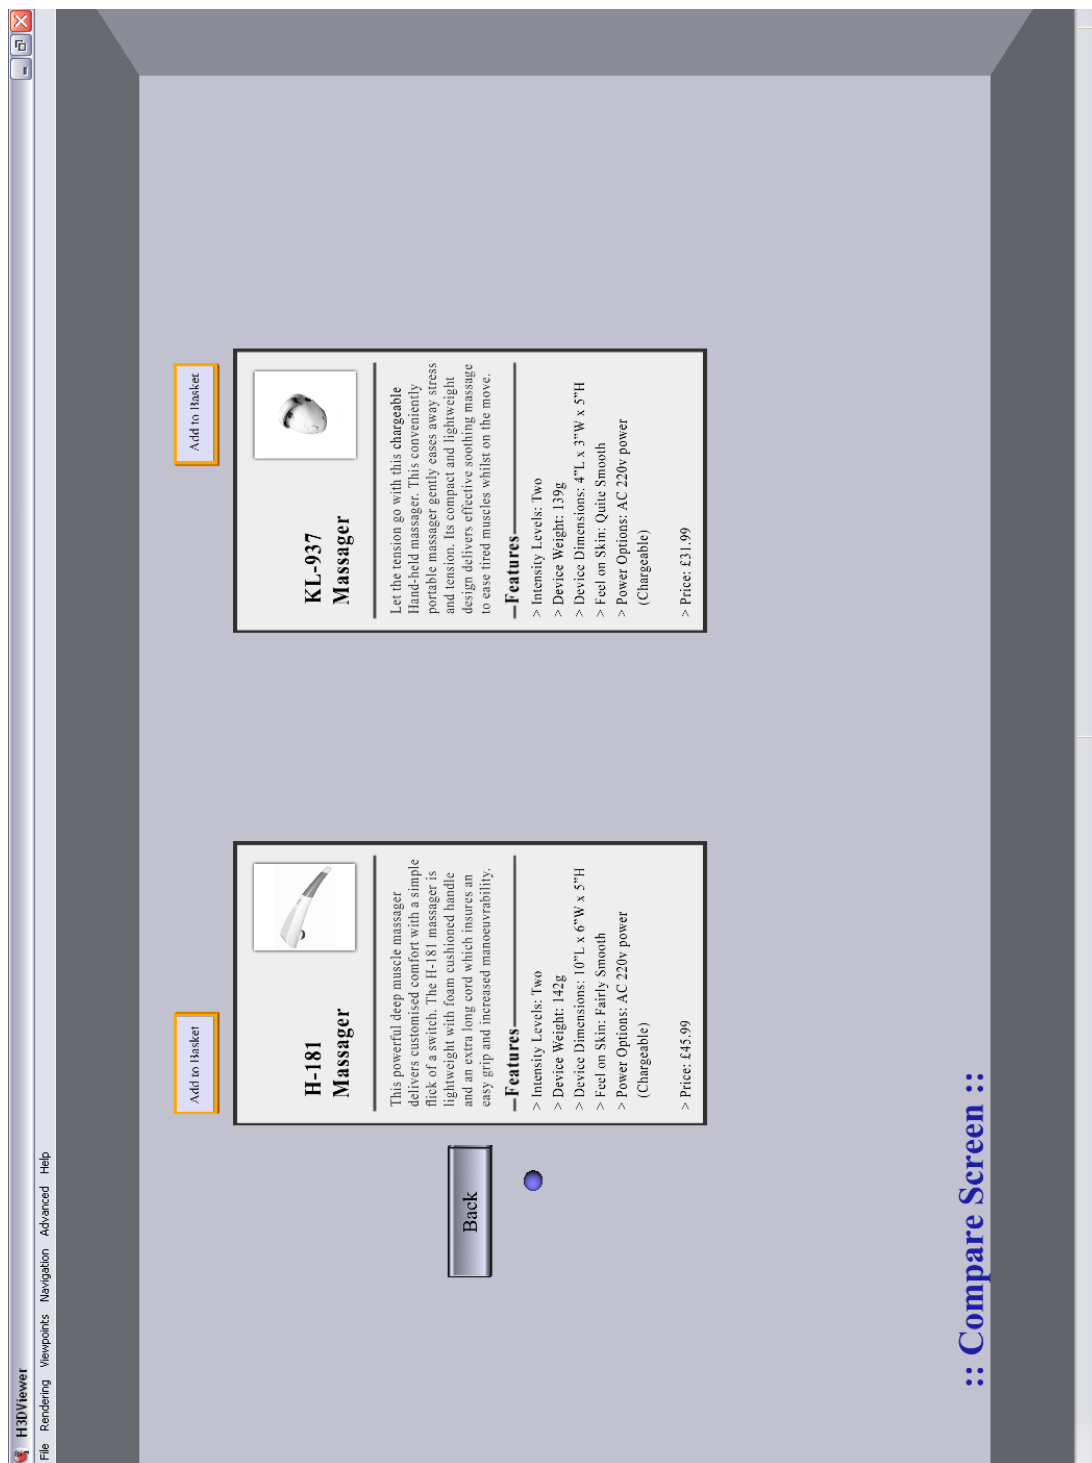 H3DViewer
File Rendering Viewpoints Navigation Advanced Help
Add to Basket
H-181
Massager
This powerful deep muscle massager
delivers customised comfort with a simple
flick of a switch. The H-181 massager is
lightweight with foam cushioned handle
and an extra long cord which insures an
easy grip and increased manoeuvrability.
Features
> Intensity Levels: Two
> Device Weight: 142g
> Device Dimensions: 10”L x 6”W x 5”H
> Feel on Skin: Fairly Smooth
> Power Options: AC 220v power
(Chargeable)
> Price: £45.99
Add to Basket
KL-937
Massager
Let the tension go with this chargeable
Hand-held massager. This conveniently
portable massager gently eases away stress
and tension. Its compact and lightweight
design delivers effective soothing massage
to ease tired muscles whilst on the move.
Features
> Intensity Levels: Two
> Device Weight: 139g
> Device Dimensions: 4”L x 3”W x 5”H
> Feel on Skin: Quite Smooth
> Power Options: AC 220v power
(Chargeable)
> Price: £31.99
Back
:: Compare Screen ::